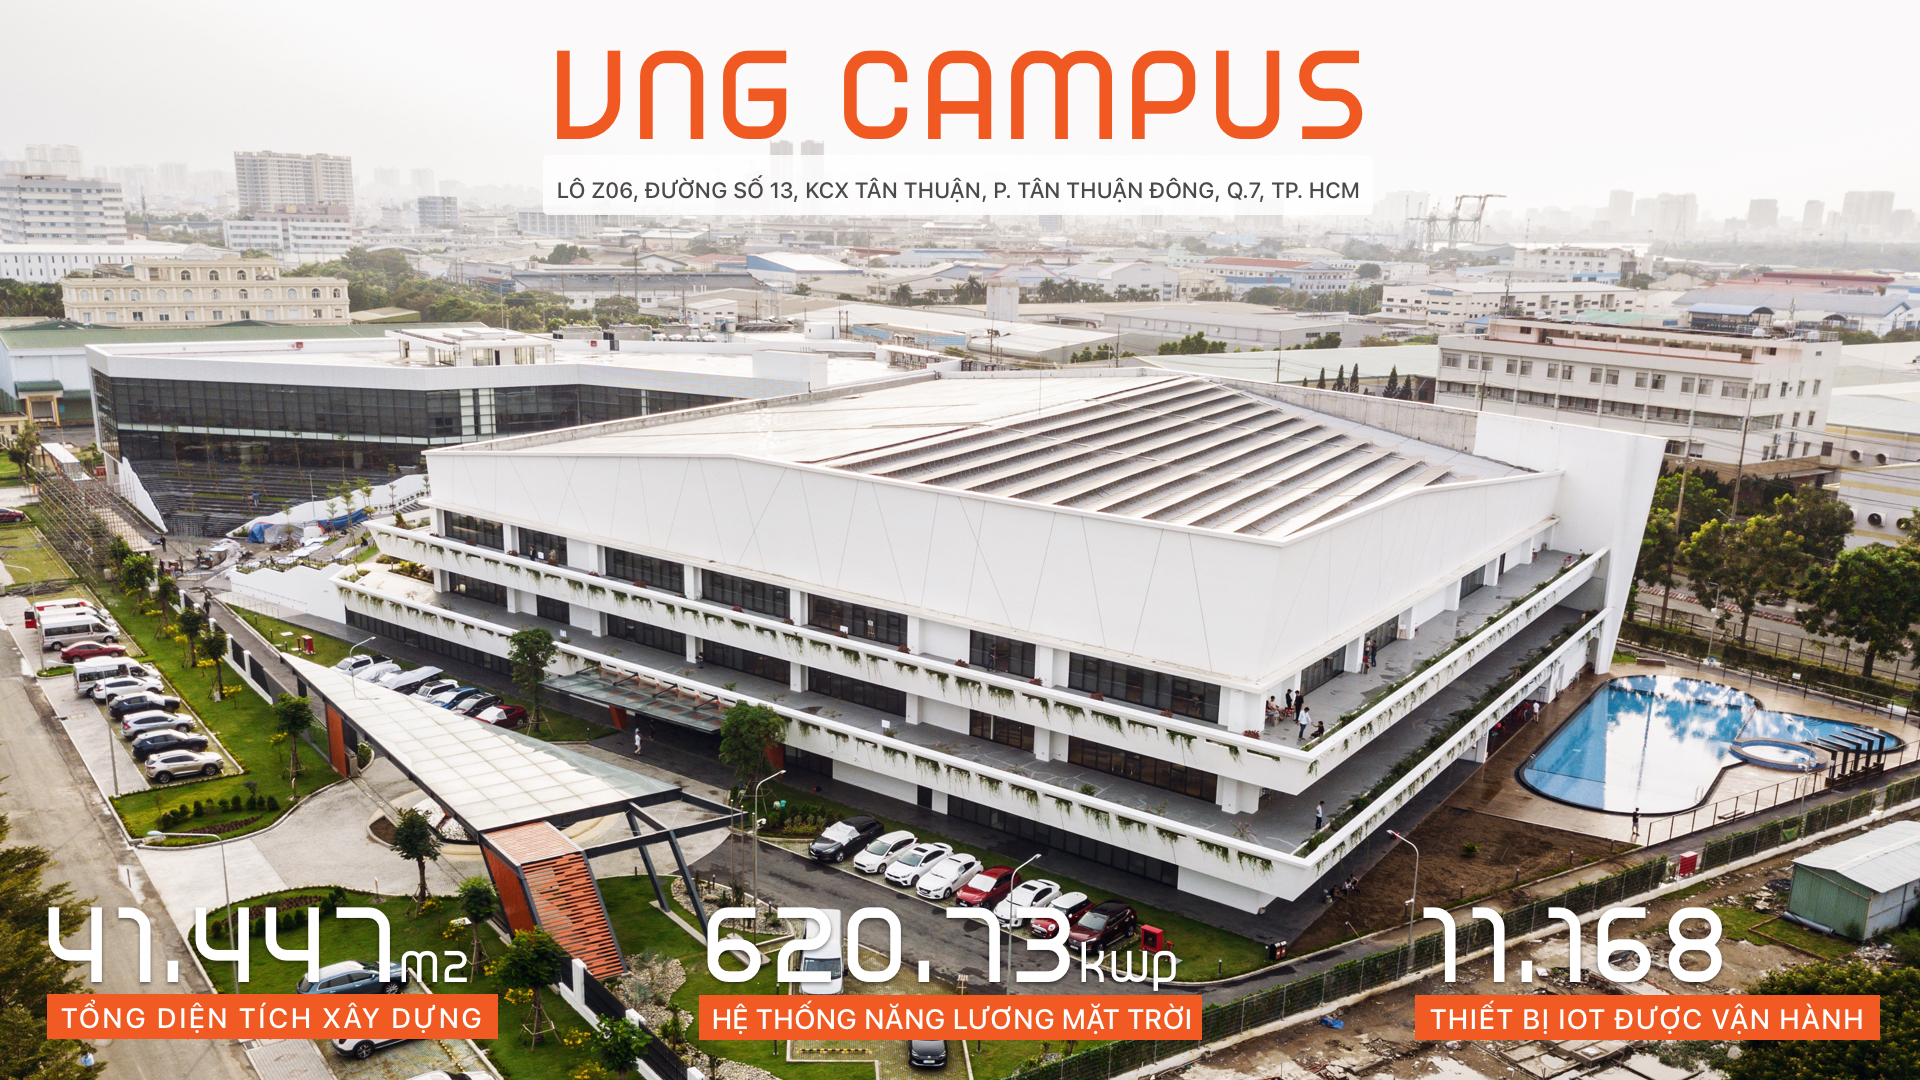 VNG CAMPUS
LÔ Z06, ĐƯỜNG SỐ 13, KCX TÂN THUẬN, P. TÂN THUẬN ĐÔNG, Q.7, TP. HCM
41.447m2
TỔNG DIỆN TÍCH XÂY DỰNG
620.73kwp
HỆ THỐNG NĂNG LƯƠNG MẶT TRỜI
11.168
THIẾT BỊ IOT ĐƯỢC VẬN HÀNH